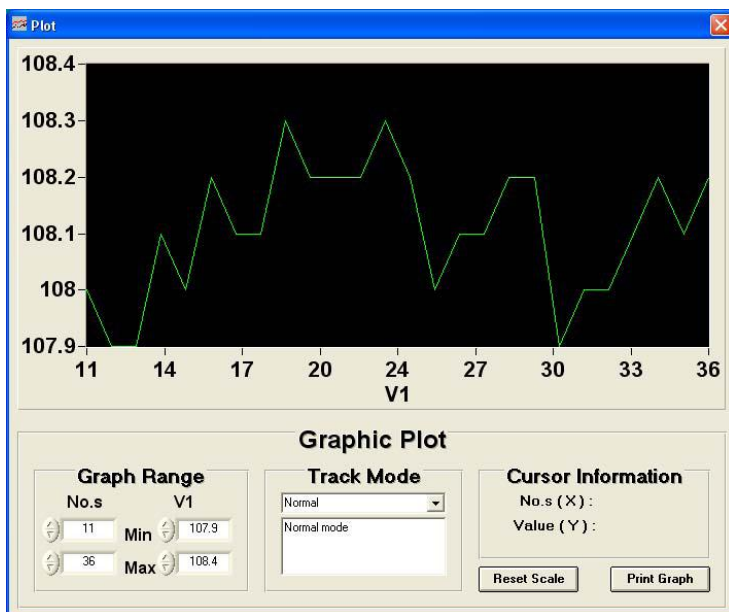 Plot
108.4
108.3
108.2
108.1
108
107.9
11 14 17 20 24 27 30 33 36
V1
Graphic Plot
Graph Range
No.s V1
11 Min 107.9
36 Max 108.4
Track Mode
Normal
Normal mode
Cursor Information
No.s ( X ) :
Value ( Y ) :
Reset Scale Print Graph